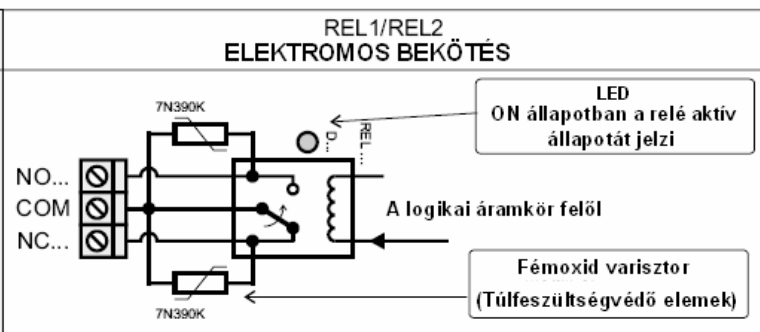 REL1/REL2
ELEKTROMOS BEKÖTÉS
7N390K
LED
ON állapotban a relé aktív
állapotát jelzi
D...
REL...
NO...
COM
NC...
A logikai áramkör felől
Fémoxid varisztor
(Túlfeszültségvédő elemek)
7N390K